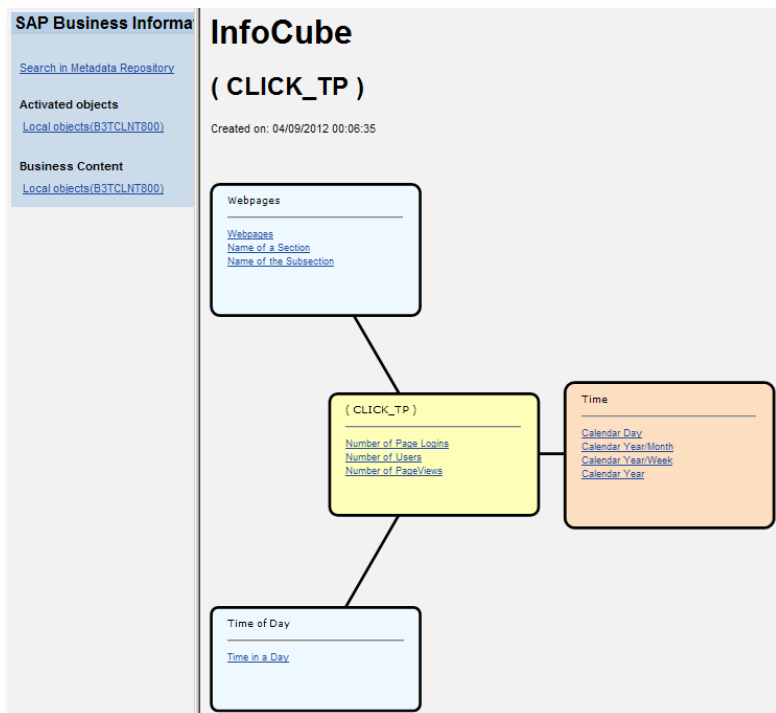 SAP Business Informa
Search in Metadata Repository
Activated objects
Local objects(B3TCLNT800)
Business Content
Local objects(B3TCLNT800)
InfoCube
( CLICK_TP )
Created on: 04/09/2012 00:06:35
Webpages
Webpages
Name of a Section
Name of the Subsection
( CLICK_TP )
Number of Page Logins
Number of Users
Number of PageViews
Time
Calendar Day
Calendar Year/Month
Calendar Year/Week
Calendar Year
Time of Day
Time in a Day